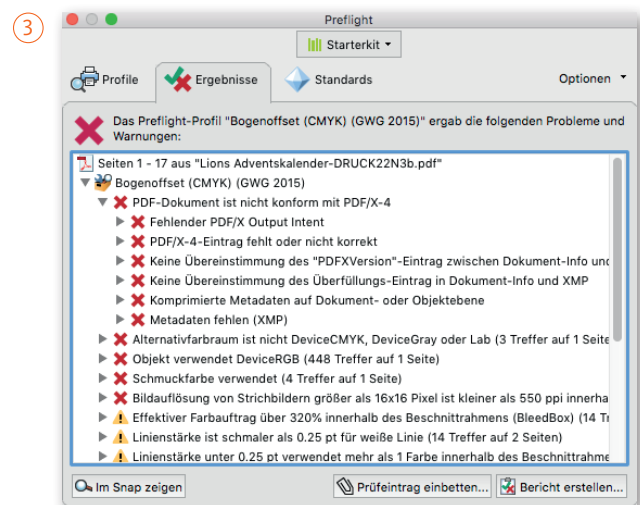 3
Preflight
Starterkit
Profile
Ergebnisse
Standards
Optionen
Das Preflight-Profil "Bogenoffset (CMYK) (GWG 2015)" ergab die folgenden Probleme und
Warnungen:
Seiten 1 - 17 aus "Lions Adventskalender-DRUCK22N3b.pdf"
Bogenoffset (CMYK) (GWG 2015)
PDF-Dokument ist nicht konform mit PDF/X-4
Fehlender PDF/X Output Intent
PDF/X-4-Eintrag fehlt oder nicht korrekt
Keine Übereinstimmung des "PDFXVersion"-Eintrag zwischen Dokument-Info und
Keine Übereinstimmung des Überfüllungs-Eintrag in Dokument-Info und XMP
Komprimierte Metadaten auf Dokument- oder Objektebene
Metadaten fehlen (XMP)
Alternativfarbraum ist nicht DeviceCMYK, DeviceGray oder Lab (3 Treffer auf 1 Seite
Objekt verwendet DeviceRGB (448 Treffer auf 1 Seite)
Schmuckfarbe verwendet (4 Treffer auf 1 Seite)
Bildauflösung von Strichbildern größer als 16x16 Pixel ist kleiner als 550 ppi innerha
Effektiver Farbauftrag über 320% innerhalb des Beschnittrahmens (BleedBox) (14 Tr
Linienstärke ist schmaler als 0.25 pt für weiße Linie (14 Treffer auf 2 Seiten)
Linienstärke unter 0.25 pt verwendet mehr als 1 Farbe innerhalb des Beschnittrahme
Im Snap zeigen
Prüfeintrag einbetten...
Bericht erstellen...